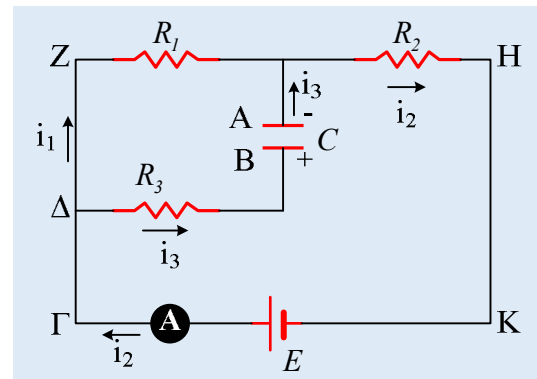 Z R₁ R₂ H
i₃
A - i₂
i₁ B + C
R₃
Δ
i₃
Γ A K
i₂ E